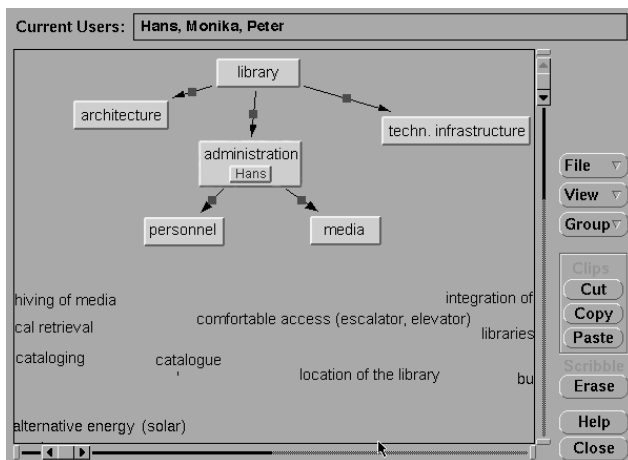 Current Users: Hans, Monika, Peter
library
architecture
techn. infrastructure
administration
Hans
personnel
media
hiving of media
integration of
cal retrieval
comfortable access (escalator, elevator)
libraries
cataloging
catalogue
location of the library
bu
alternative energy (solar)
File
View
Group
Clips
Cut
Copy
Paste
Scribble
Erase
Help
Close